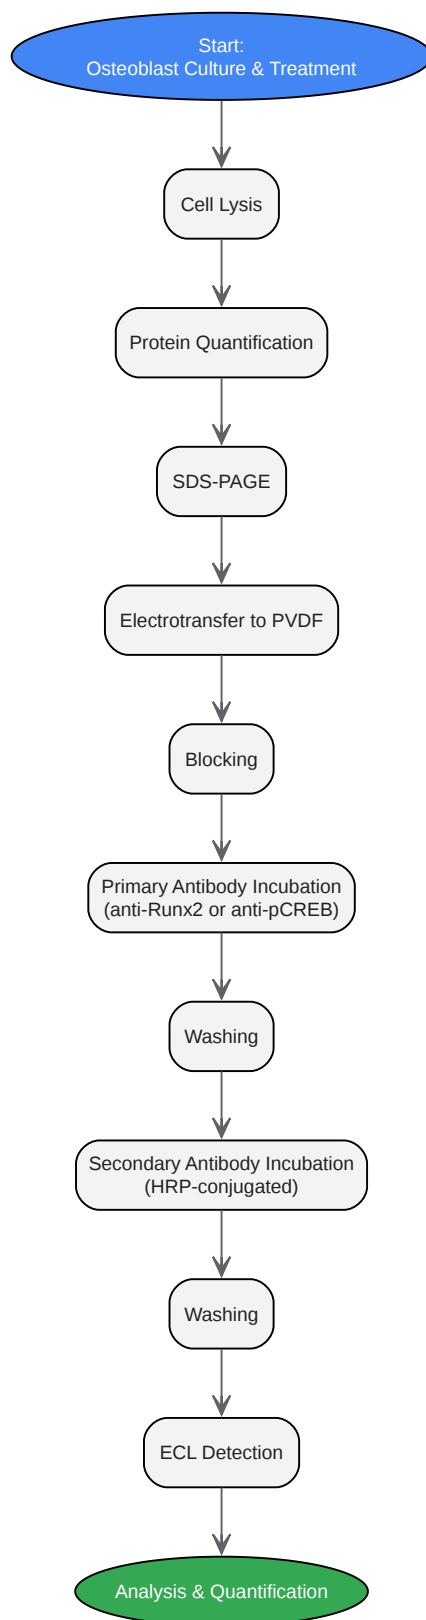 Start:
Osteoblast Culture & Treatment
Cell Lysis
Protein Quantification
SDS-PAGE
Electrotransfer to PVDF
Blocking
Primary Antibody Incubation
(anti-Runx2 or anti-pCREB)
Washing
Secondary Antibody Incubation
(HRP-conjugated)
Washing
ECL Detection
Analysis & Quantification